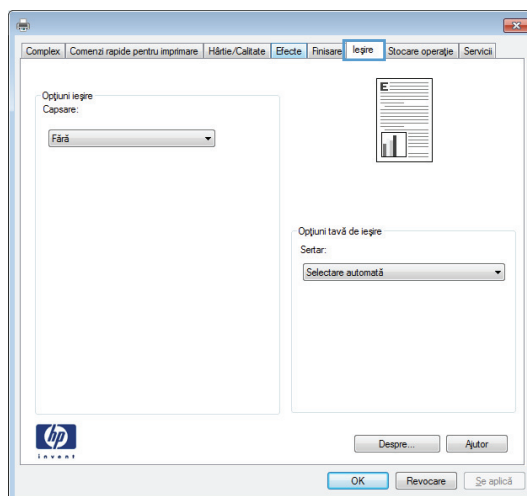 Complex Comenzi rapide pentru imprimare Hârtie/Calitate Efecte Finisare Ieşire Stocare operaţie Servicii
Opţiuni ieşire
Capsare:
Fără
E
Opţiuni tavă de ieşire
Sertar:
Selectare automată
hp
invent
Despre... Ajutor
OK Revocare Se aplică